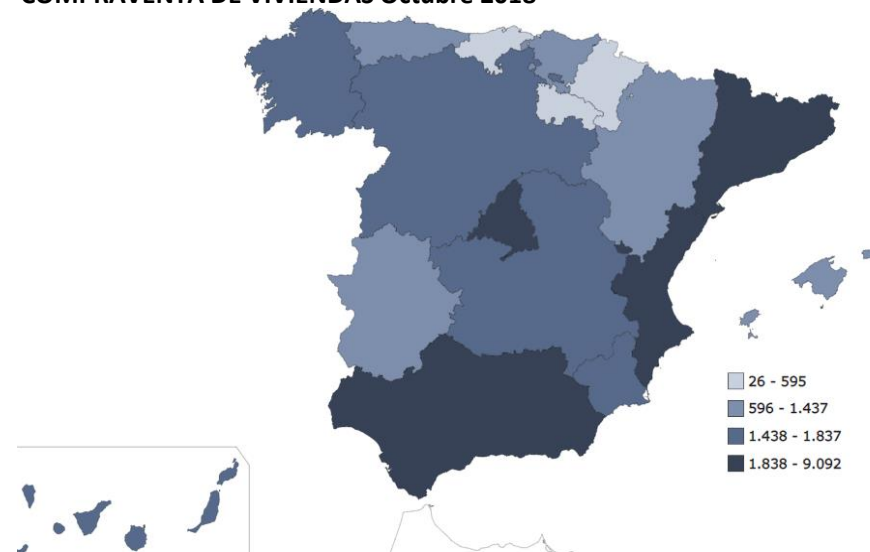 COMPRAVENTA DE VIVIENDAS Octubre 2018
26 - 595
596 - 1.437
1.438 - 1.837
1.838 - 9.092